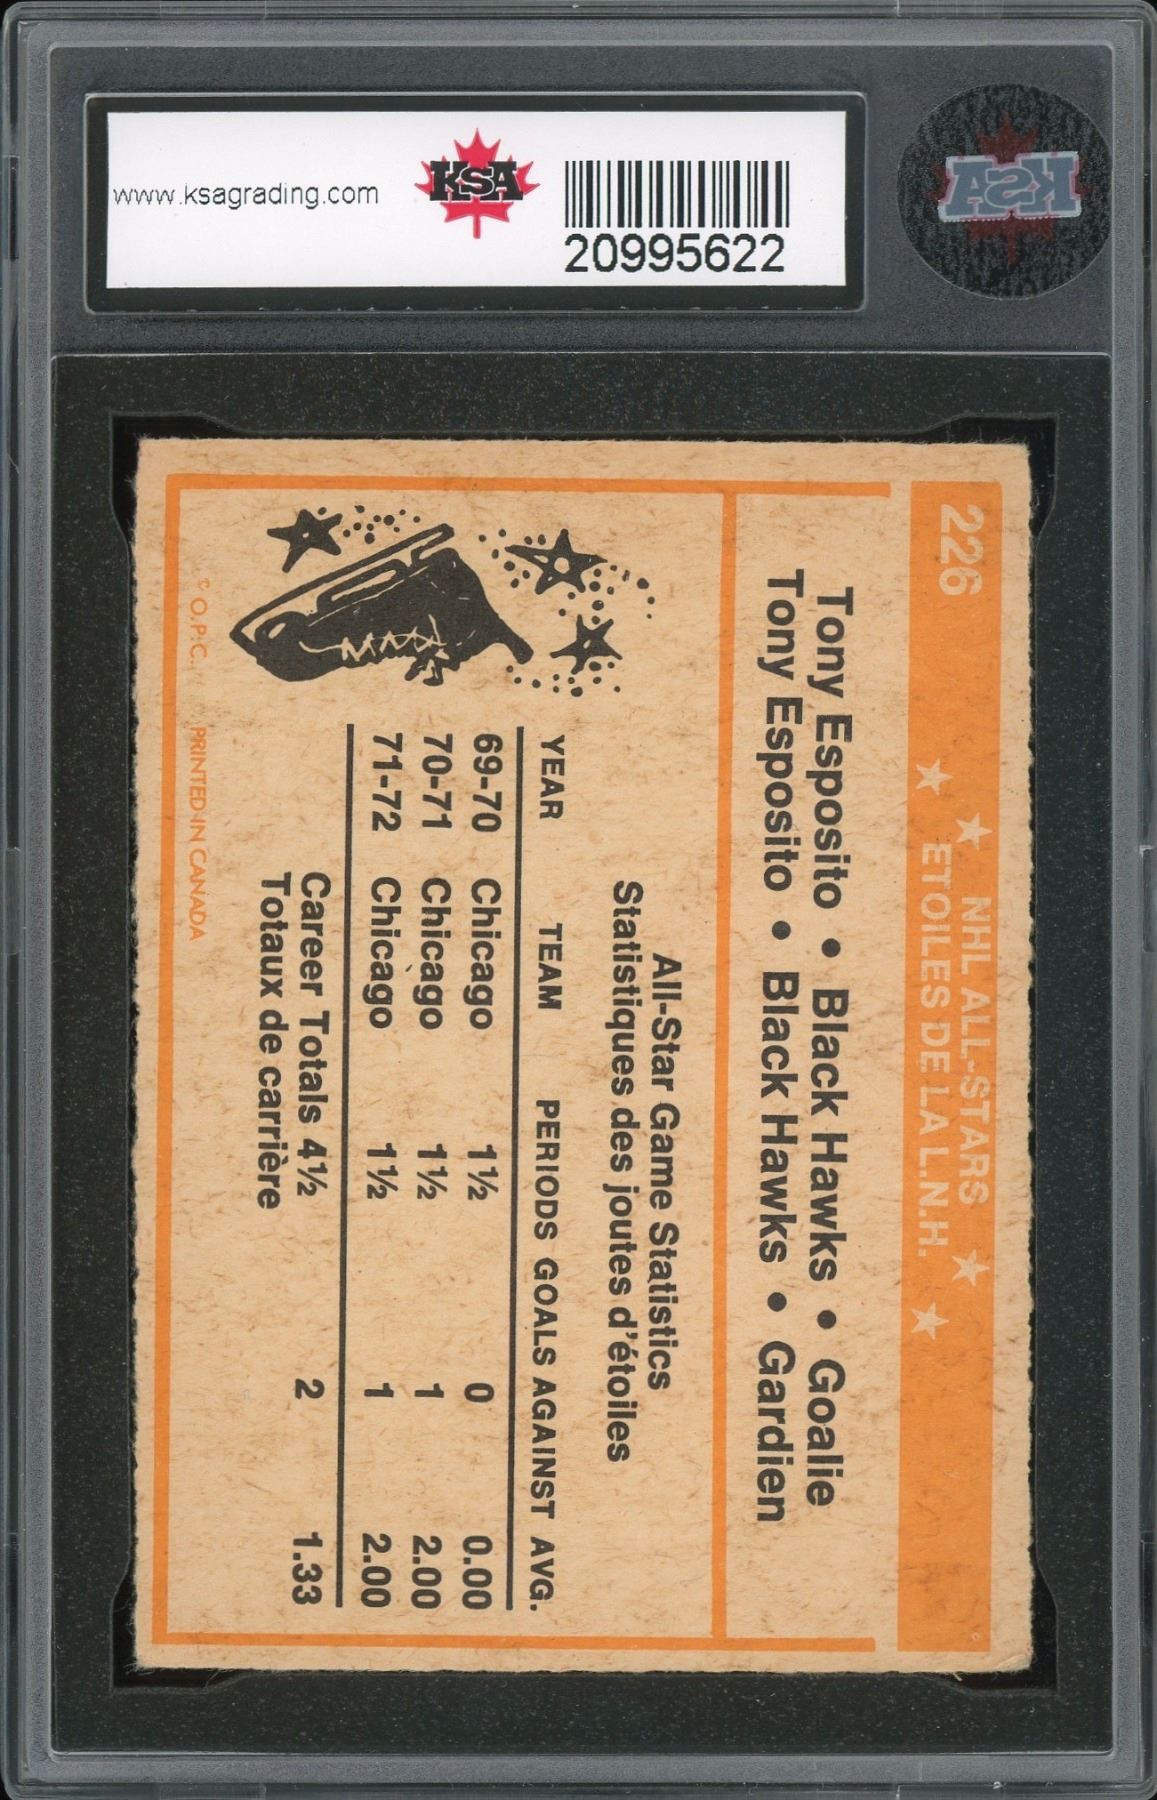 www.ksagrading.com
KSA
20995622
KSA
226
NHL ALL-STARS
ETOILES DE LA L.N.H.
Tony Esposito • Black Hawks • Goalie
Tony Esposito • Black Hawks • Gardien
All-Star Game Statistics
Statistiques des joutes d'étoiles
YEAR TEAM PERIODS GOALS AGAINST AVG.
69-70 Chicago 1½ 0 0.00
70-71 Chicago 1½ 1 2.00
71-72 Chicago 1½ 1 2.00
Career Totals 4½ 2 1.33
Totaux de carrière
© O.P.C. PRINTED IN CANADA